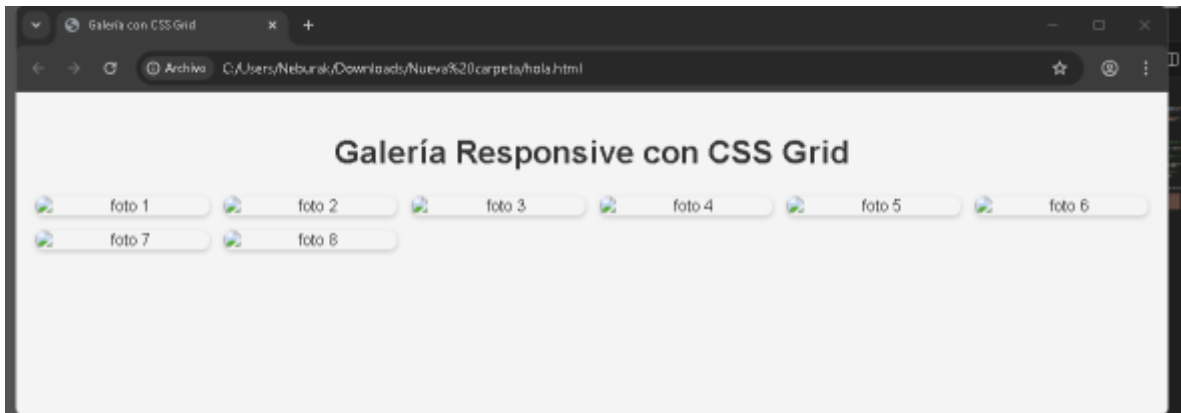 Galería con CSS Grid
Archivo C:/Users/Neburak/Downloads/Nueva%20carpeta/hola.html
Galería Responsive con CSS Grid
foto 1 foto 2 foto 3 foto 4 foto 5 foto 6
foto 7 foto 8